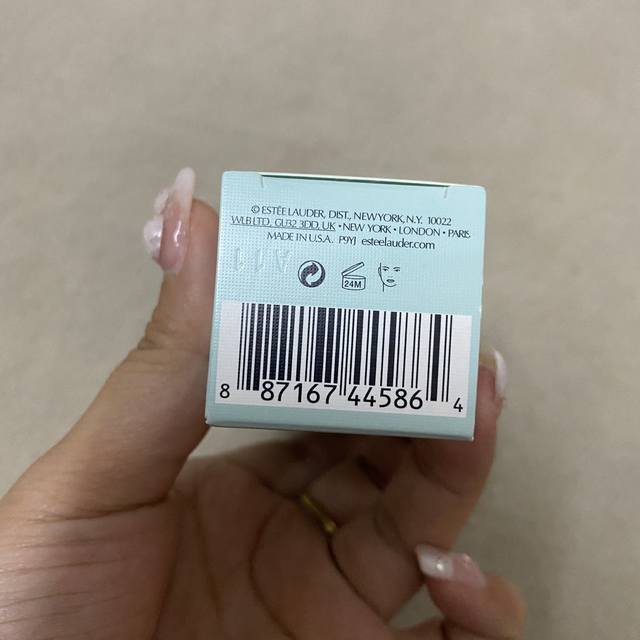 © ESTÉE LAUDER, DIST., NEW YORK, N.Y. 10022
WLB LTD, GU32 3DD, UK • NEW YORK • LONDON • PARIS
MADE IN U.S.A. P9YJ esteelauder.com
24M
8 87167 44586 4